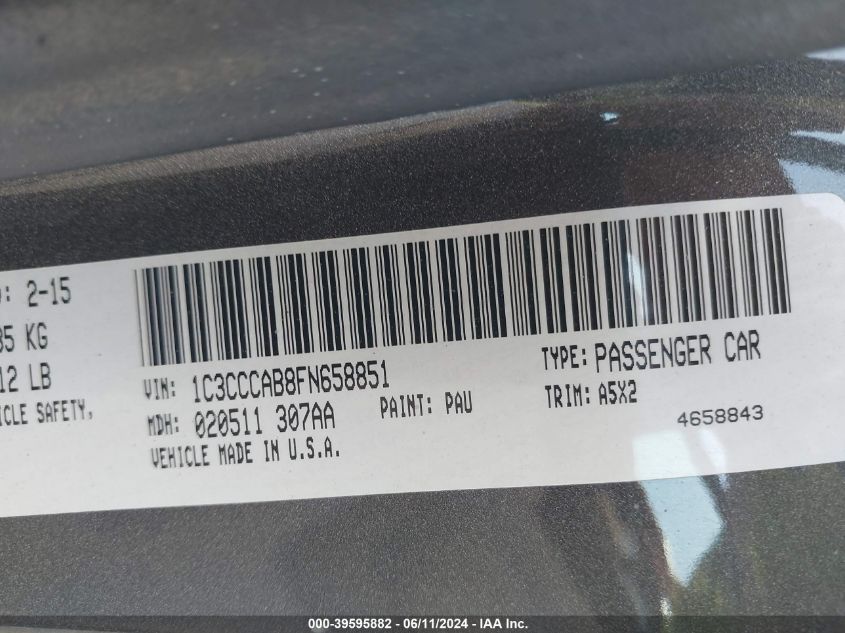 : 2-15
85 KG
12 LB
ICLE SAFETY,
VIN: 1C3CCCAB8FN658851
MDH: 020511 307AA
PAINT: PAU
VEHICLE MADE IN U.S.A.
TYPE: PASSENGER CAR
TRIM: A5X2
4658843
000-39595882 - 06/11/2024 - IAA Inc.